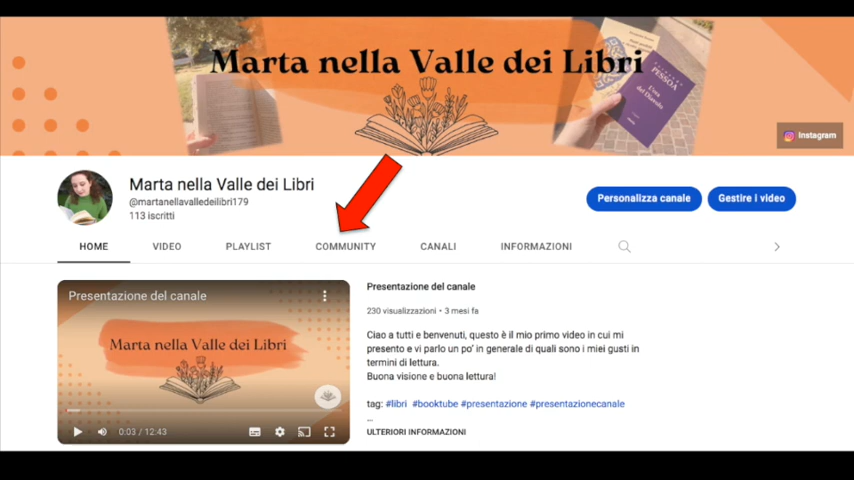 Marta nella Valle dei Libri
PESSOA
Instagram
Marta nella Valle dei Libri
@martanellavalledeilibri179
113 iscritti
Personalizza canale
Gestire i video
HOME
VIDEO
PLAYLIST
COMMUNITY
CANALI
INFORMAZIONI
Presentazione del canale
Marta nella Valle dei Libri
0:03 / 12:43
Presentazione del canale
230 visualizzazioni • 3 mesi fa
Ciao a tutti e benvenuti, questo è il mio primo video in cui mi
presento e vi parlo un po' in generale di quali sono i miei gusti in
termini di lettura.
Buona visione e buona lettura!
tag: #libri #booktube #presentazione #presentazionecanale
...
ULTERIORI INFORMAZIONI